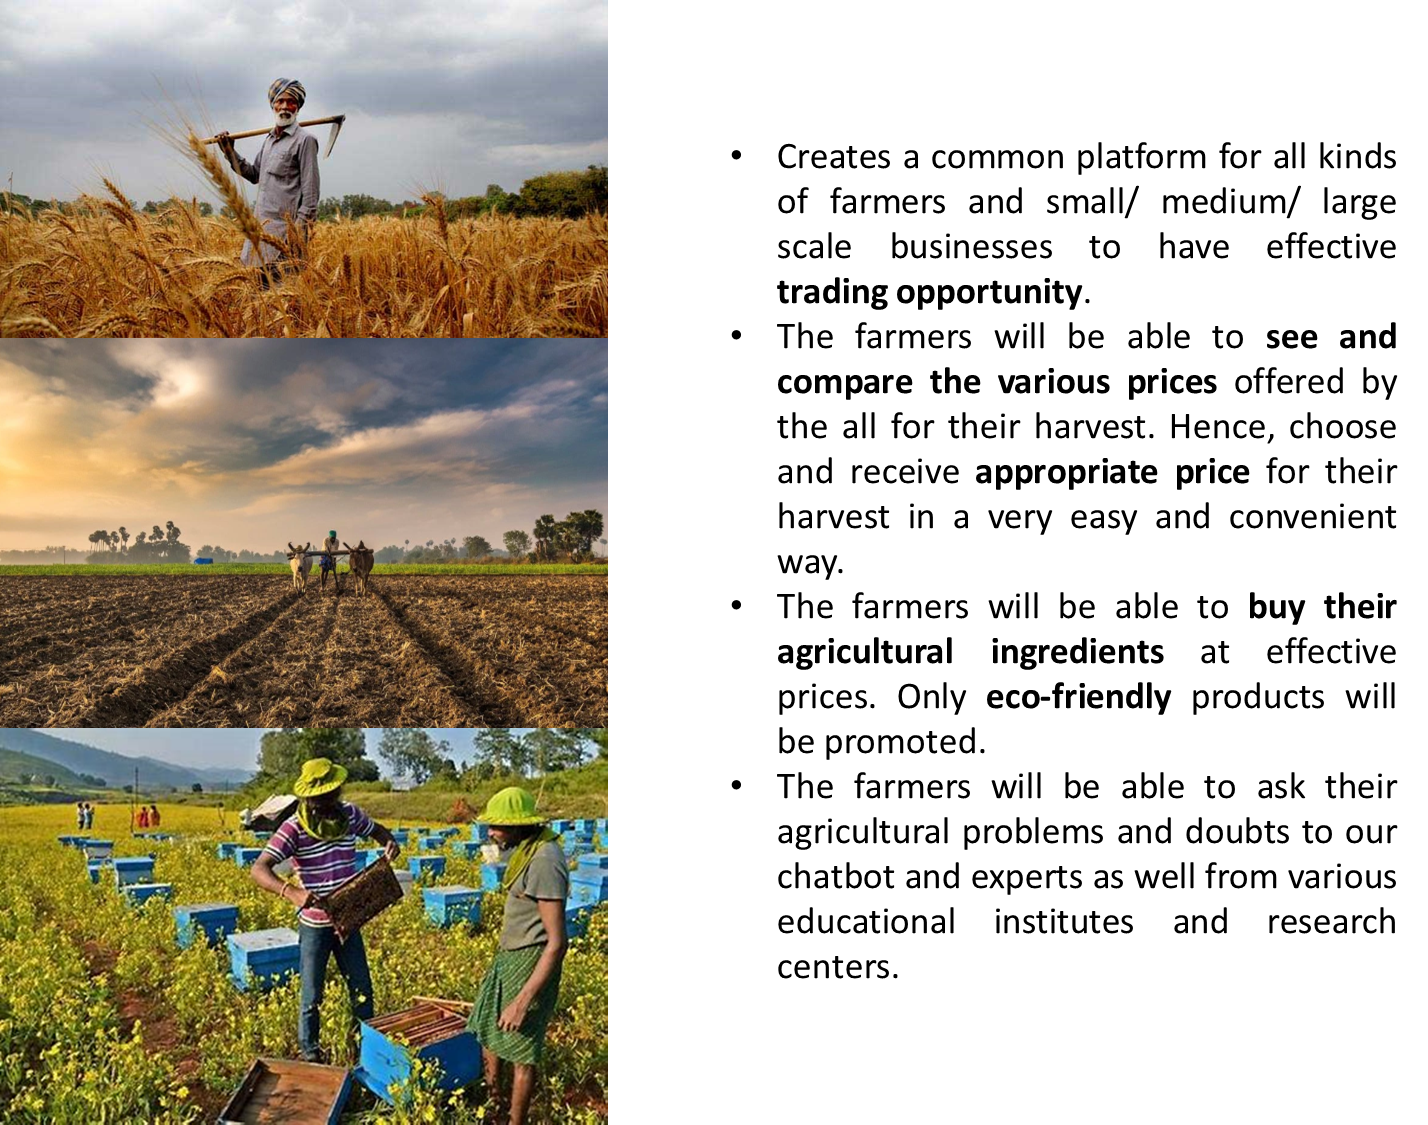 • Creates a common platform for all kinds
of farmers and small/ medium/ large
scale businesses to have effective
trading opportunity.
• The farmers will be able to see and
compare the various prices offered by
the all for their harvest. Hence, choose
and receive appropriate price for their
harvest in a very easy and convenient
way.
• The farmers will be able to buy their
agricultural ingredients at effective
prices. Only eco-friendly products will
be promoted.
• The farmers will be able to ask their
agricultural problems and doubts to our
chatbot and experts as well from various
educational institutes and research
centers.